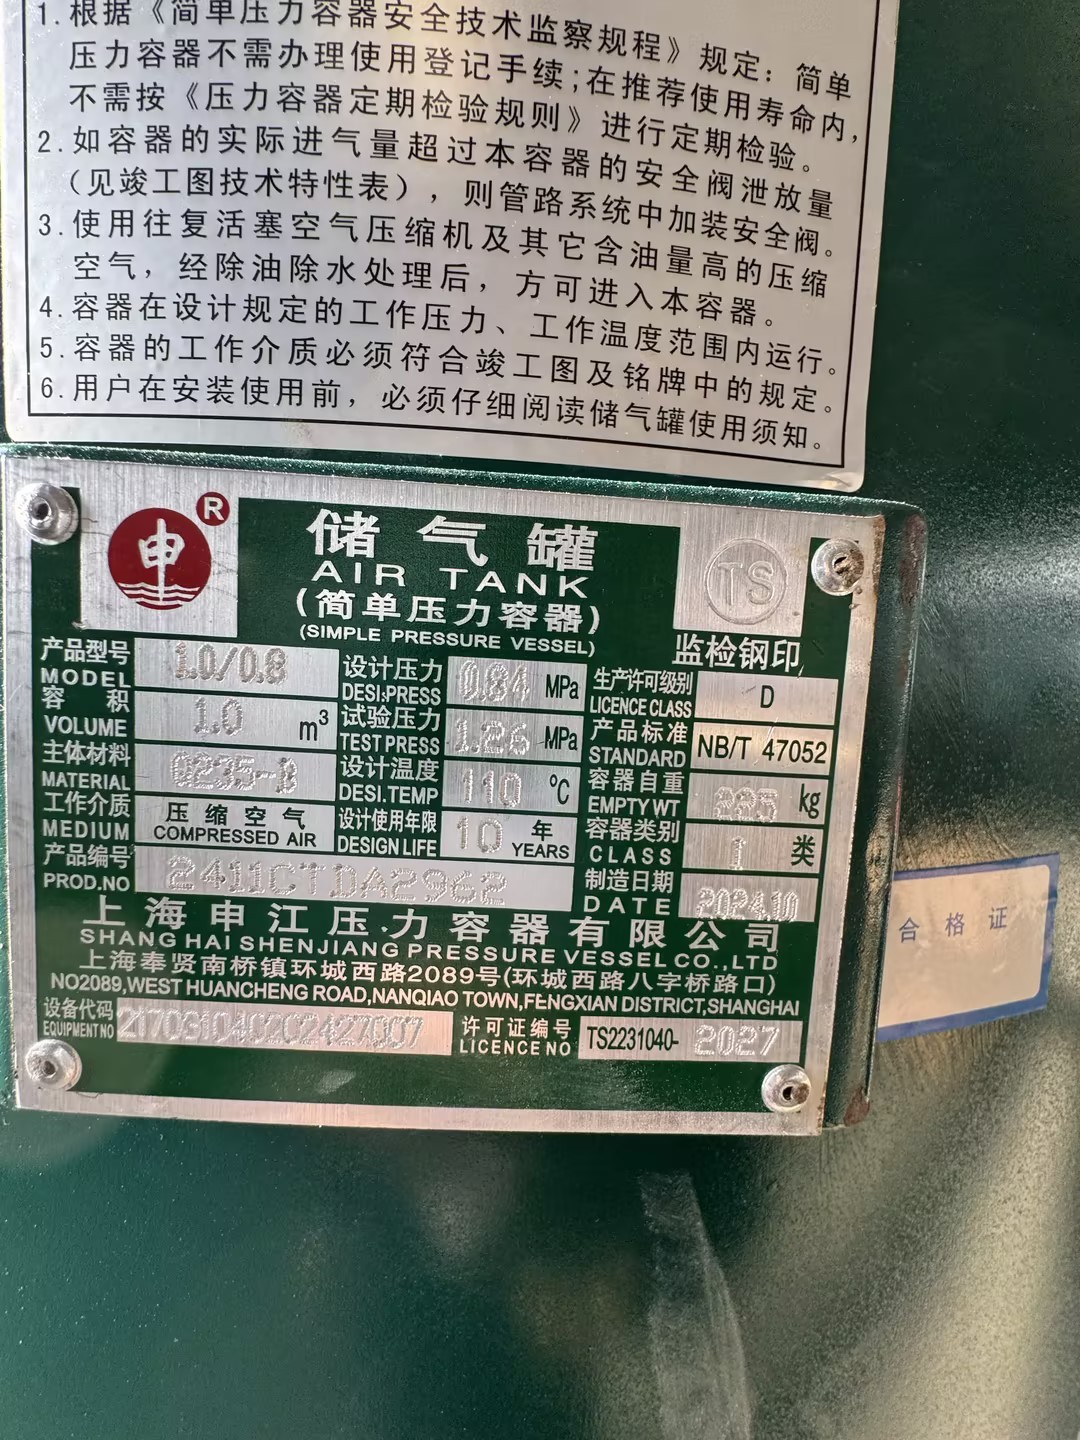 1.根据《简单压力容器安全技术监察规程》规定：简单
压力容器不需办理使用登记手续；在推荐使用寿命内，
不需按《压力容器定期检验规则》进行定期检验。
2.如容器的实际进气量超过本容器的安全阀泄放量
（见竣工图技术特性表），则管路系统中加装安全阀。
3.使用往复活塞空气压缩机及其它含油量高的压缩
空气，经除油除水处理后，方可进入本容器。
4.容器在设计规定的工作压力、工作温度范围内运行。
5.容器的工作介质必须符合竣工图及铭牌中的规定。
6.用户在安装使用前，必须仔细阅读储气罐使用须知。
申 ®
储气罐
AIR TANK
(简单压力容器)
(SIMPLE PRESSURE VESSEL)
TS
监检钢印
产品型号 MODEL 1.0/0.8
设计压力 DESI.PRESS 0.84 MPa
生产许可级别 LICENCE CLASS D
容积 VOLUME 1.0 m³
试验压力 TEST PRESS 1.26 MPa
产品标准 STANDARD NB/T 47052
主体材料 MATERIAL Q235-B
设计温度 DESI.TEMP 110 ℃
容器自重 EMPTY WT 225 kg
工作介质 MEDIUM 压缩空气 COMPRESSED AIR
设计使用年限 DESIGN LIFE 10 年 YEARS
容器类别 CLASS 1 类
产品编号 PROD.NO 2411CTDA2962
制造日期 DATE 2024.10
上海申江压力容器有限公司
SHANG HAI SHENJIANG PRESSURE VESSEL CO.,LTD
上海奉贤南桥镇环城西路2089号(环城西路八字桥路口)
NO2089,WEST HUANCHENG ROAD,NANQIAO TOWN,FENGXIAN DISTRICT,SHANGHAI
设备代码 EQUIPMENT NO 217031040202427007
许可证编号 LICENCE NO TS2231040-2027
合格证